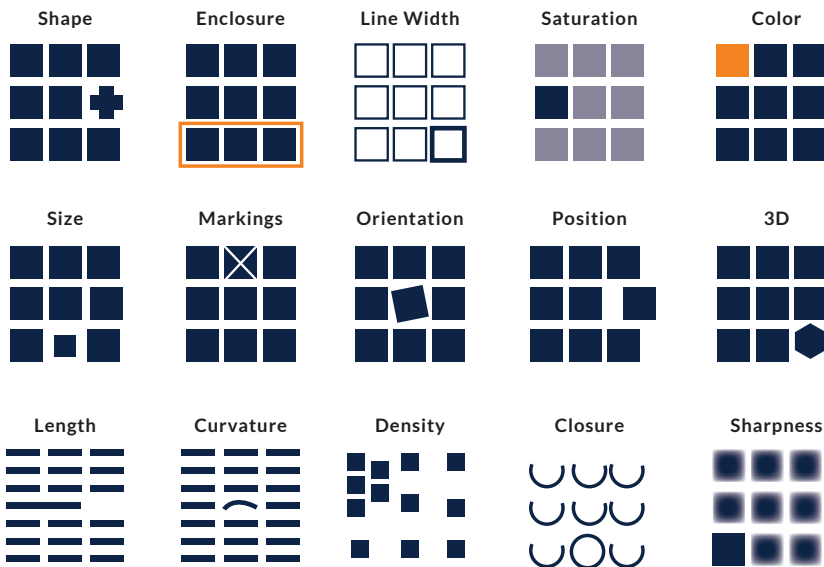 Shape
Enclosure
Line Width
Saturation
Color
Size
Markings
Orientation
Position
3D
Length
Curvature
Density
Closure
Sharpness